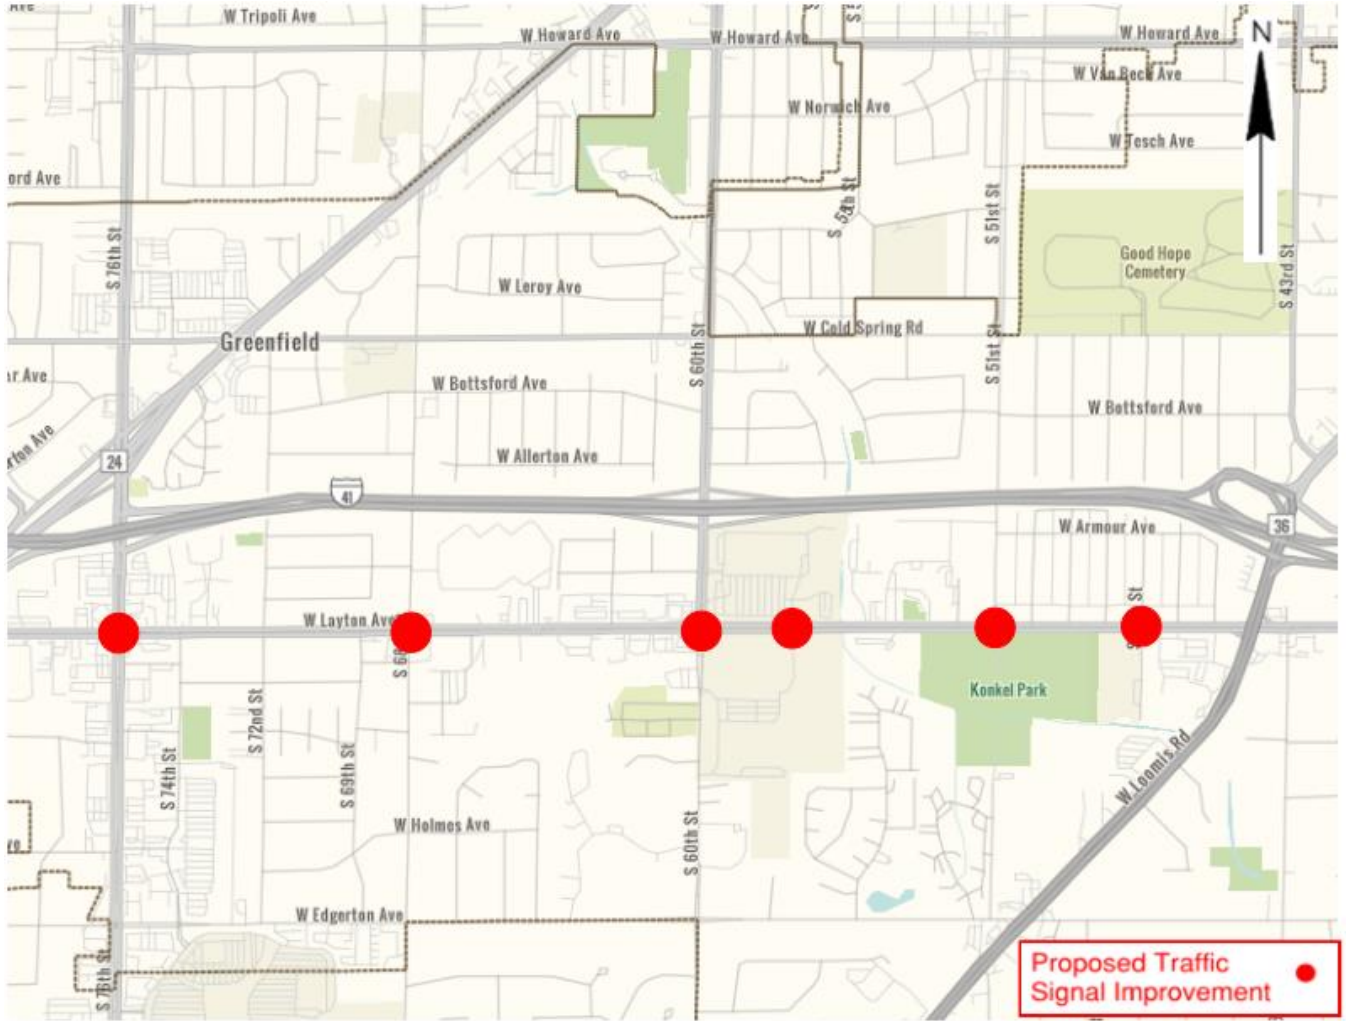 W Tripoli Ave
W Howard Ave
W Howard Ave
W Howard Ave
N
W Van Beck Ave
W Norwich Ave
W Tesch Ave
ord Ave
S 76th St
S 51st St
Good Hope
Cemetery
S 43rd St
W Leroy Ave
Greenfield
W Cold Spring Rd
S 60th St
S 51st St
W Bottsford Ave
W Bottsford Ave
W Allerton Ave
24
41
36
W Armour Ave
W Layton Ave
St
Konkel Park
S 72nd St
S 74th St
S 69th St
W Loomis Rd
W Holmes Ave
S 60th St
W Edgerton Ave
S 76th St
Proposed Traffic
Signal Improvement